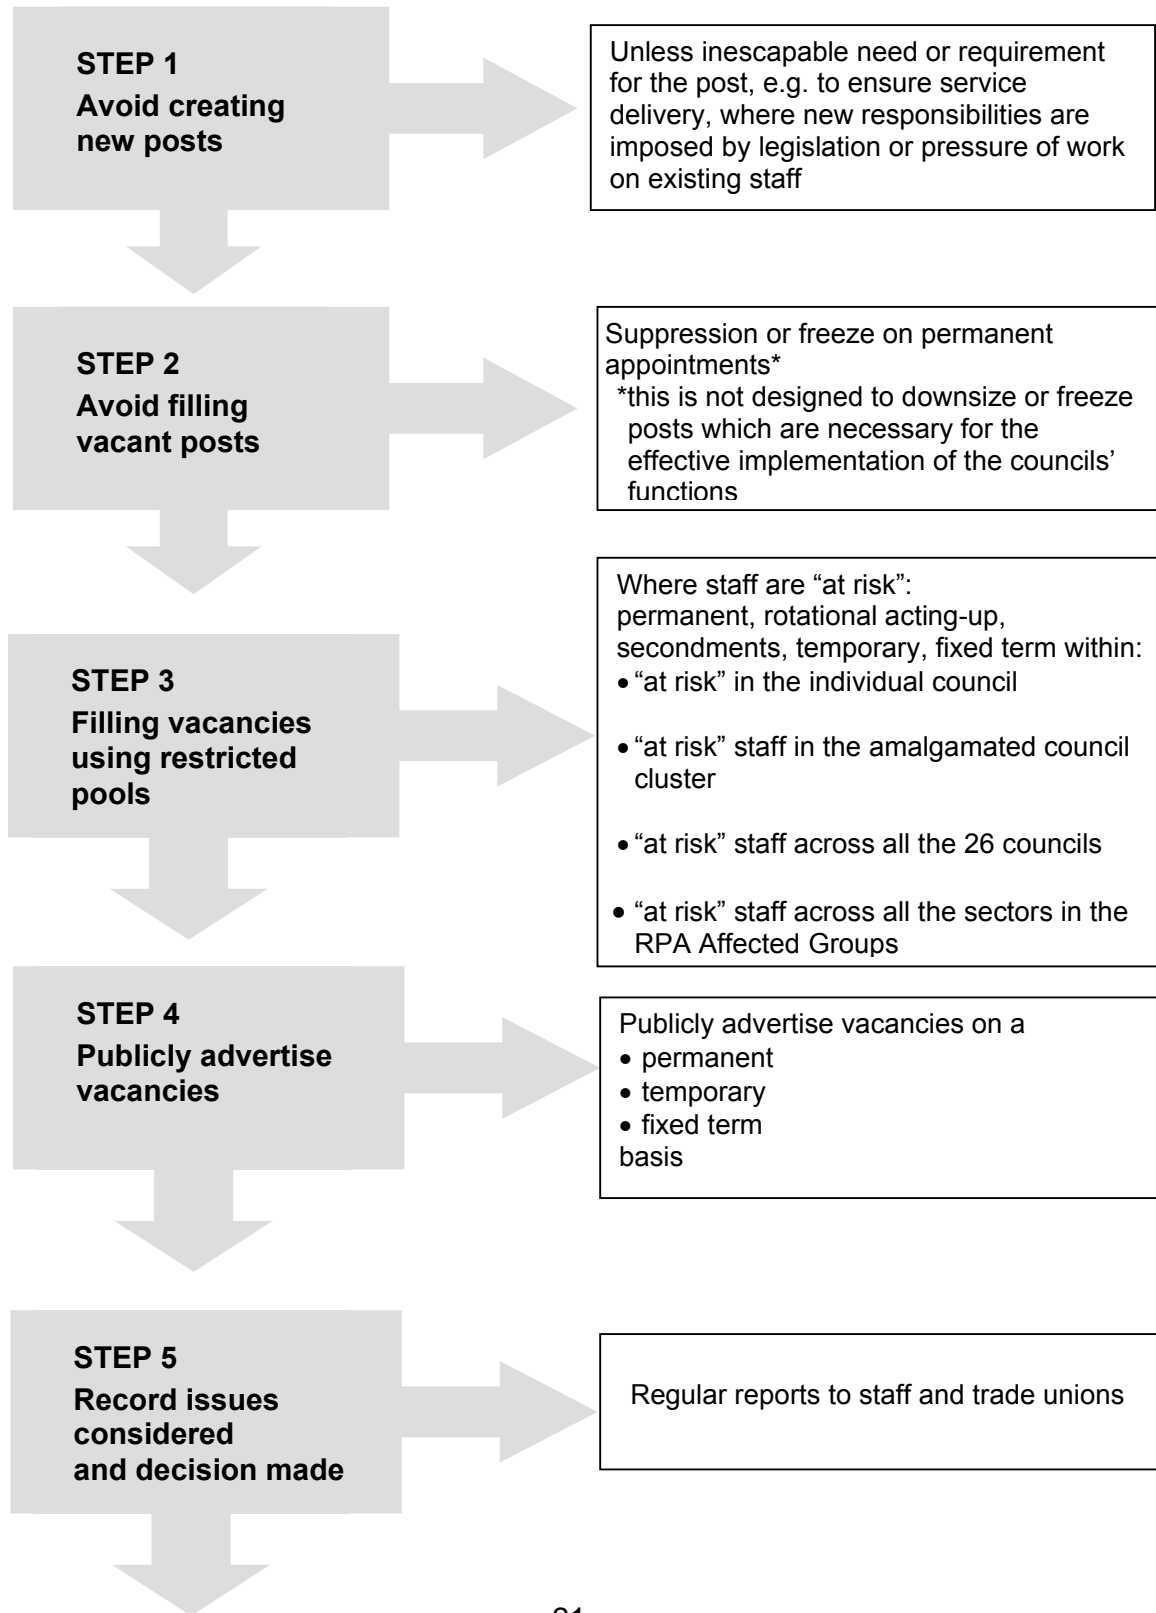 STEP 1
Avoid creating
new posts
Unless inescapable need or requirement
for the post, e.g. to ensure service
delivery, where new responsibilities are
imposed by legislation or pressure of work
on existing staff
STEP 2
Avoid filling
vacant posts
Suppression or freeze on permanent
appointments*
*this is not designed to downsize or freeze
posts which are necessary for the
effective implementation of the councils’
functions
STEP 3
Filling vacancies
using restricted
pools
Where staff are “at risk”:
permanent, rotational acting-up,
secondments, temporary, fixed term within:
• “at risk” in the individual council
• “at risk” staff in the amalgamated council
cluster
• “at risk” staff across all the 26 councils
• “at risk” staff across all the sectors in the
RPA Affected Groups
STEP 4
Publicly advertise
vacancies
Publicly advertise vacancies on a
• permanent
• temporary
• fixed term
basis
STEP 5
Record issues
considered
and decision made
Regular reports to staff and trade unions